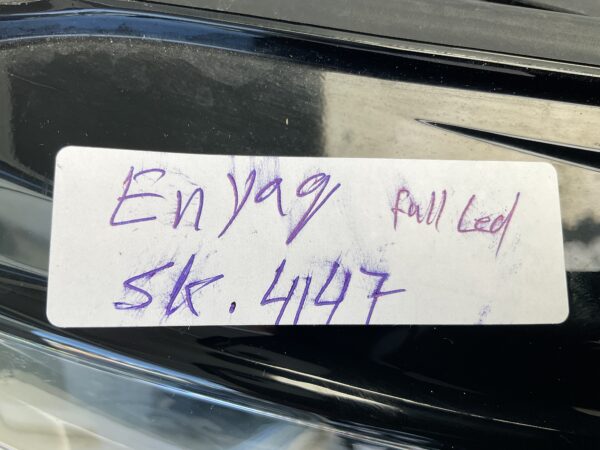 Enyaq full Led
SK. 4147